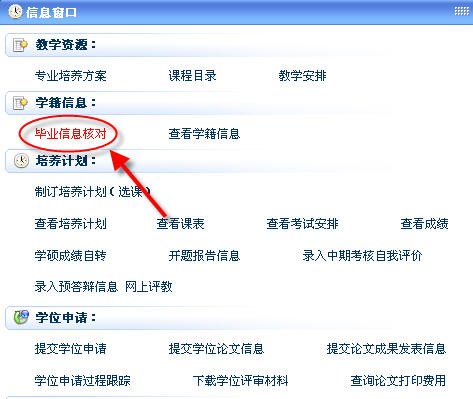 信息窗口
教学资源：
专业培养方案 课程目录 教学安排
学籍信息：
毕业信息核对 查看学籍信息
培养计划：
制订培养计划(选课)
查看培养计划 查看课表 查看考试安排 查看成绩
学硕成绩自转 开题报告信息 录入中期考核自我评价
录入预答辩信息 网上评教
学位申请：
提交学位申请 提交学位论文信息 提交论文成果发表信息
学位申请过程跟踪 下载学位评审材料 查询论文打印费用